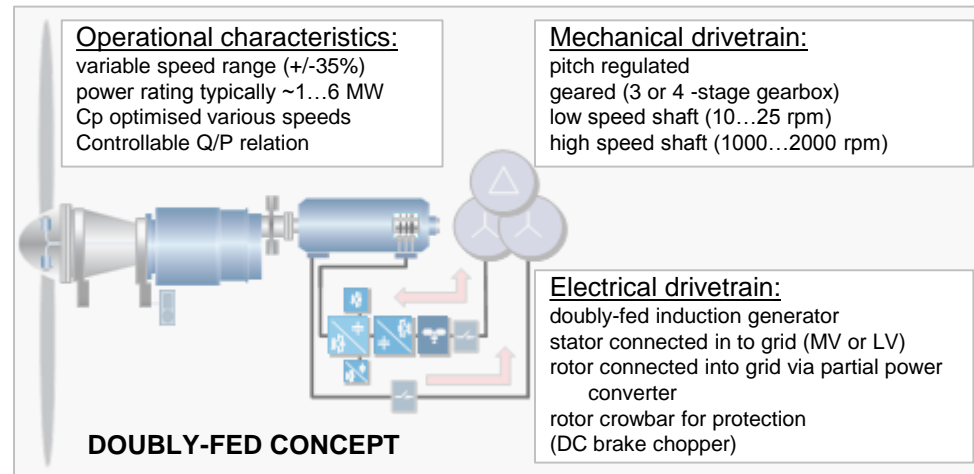 Operational characteristics:
variable speed range (+/-35%)
power rating typically ~1…6 MW
Cp optimised various speeds
Controllable Q/P relation
Mechanical drivetrain:
pitch regulated
geared (3 or 4 -stage gearbox)
low speed shaft (10…25 rpm)
high speed shaft (1000…2000 rpm)
Electrical drivetrain:
doubly-fed induction generator
stator connected in to grid (MV or LV)
rotor connected into grid via partial power
converter
rotor crowbar for protection
(DC brake chopper)
DOUBLY-FED CONCEPT